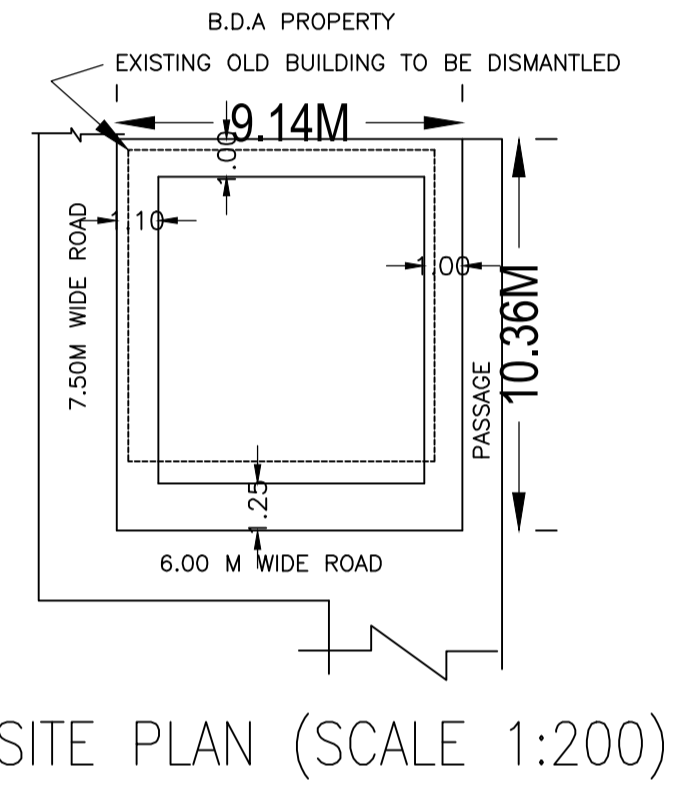 B.D.A PROPERTY
EXISTING OLD BUILDING TO BE DISMANTLED
9.14M
1.00
1.10
7.50M WIDE ROAD
1.00
10.36M
PASSAGE
1.25
6.00 M WIDE ROAD
SITE PLAN (SCALE 1:200)